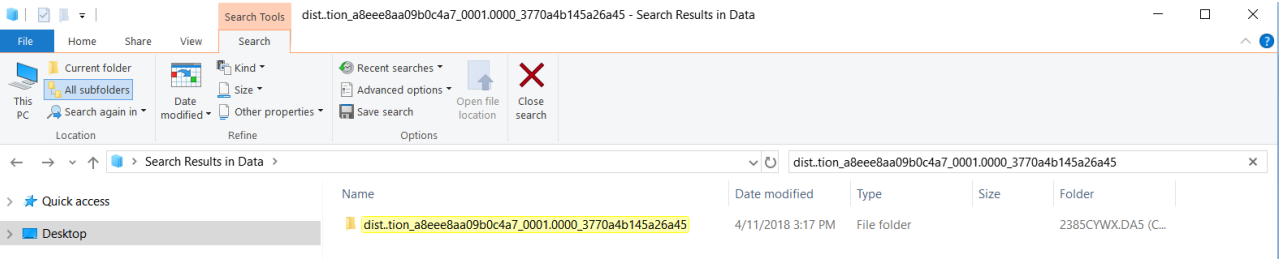 Search Tools dist..tion_a8eee8aa09b0c4a7_0001.0000_3770a4b145a26a45 - Search Results in Data
File Home Share View Search
Current folder
All subfolders
Search again in
This PC
Location
Date modified
Kind
Size
Other properties
Refine
Recent searches
Advanced options
Save search
Open file location
Options
Close search
Search Results in Data
dist..tion_a8eee8aa09b0c4a7_0001.0000_3770a4b145a26a45
Quick access
Desktop
Name Date modified Type Size Folder
dist..tion_a8eee8aa09b0c4a7_0001.0000_3770a4b145a26a45 4/11/2018 3:17 PM File folder 2385CYWX.DA5 (C...